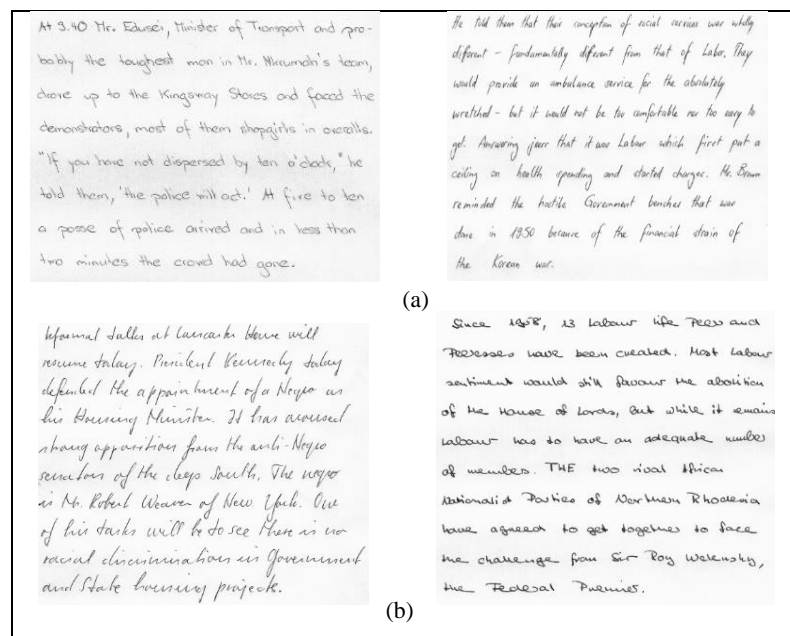 At 3.40 Mr. Edusei, Minister of Transport and pro-
bably the toughest man in Mr. Nkrumah's team,
drove up to the Kingsway Stores and faced the
demonstrators, most of them shopgirls in overalls.
"If you have not dispersed by ten o'clock," he
told them, 'the police will act.' At five to ten
a posse of police arrived and in less than
two minutes the crowd had gone.
He told them that their conception of social services was wholly
different - fundamentally different from that of Labor. They
would provide an ambulance service for the absolutely
wretched - but it would not be too comfortable nor too easy to
get. Answering jeers that it was Labour which first put a
ceiling on health spending and started charges. Mr. Brown
reminded the hostile Government benches that was
done in 1950 because of the financial strain of
the Korean war.
(a)
Informal talks at Lancaster House will
resume today. President Kennedy today
defended the appointment of a Negro as
his Housing Minister. It has aroused
strong opposition from the anti-Negro
senators of the deep South. The negro
is Mr. Robert Weaver of New York. One
of his tasks will be to see there is no
racial discrimination in Government
and State housing projects.
Since 1958, 13 Labour life Peers and
Peeresses have been created. Most Labour
sentiment would still favour the abolition
of the House of Lords, but while it remains
Labour has to have an adequate number
of members. THE two rival African
Nationalist Parties of Northern Rhodesia
have agreed to get together to face
the challenge from Sir Roy Welensky,
the Federal Premier.
(b)